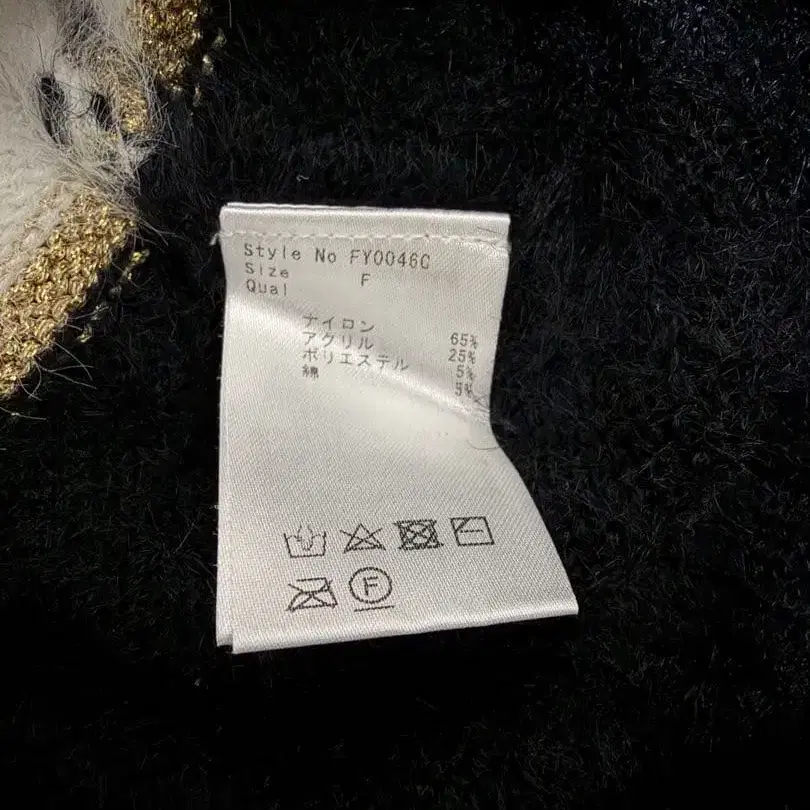 Style No FY0046C
Size F
Qual
ナイロン 65%
アクリル 25%
ポリエステル 5%
綿 5%
F